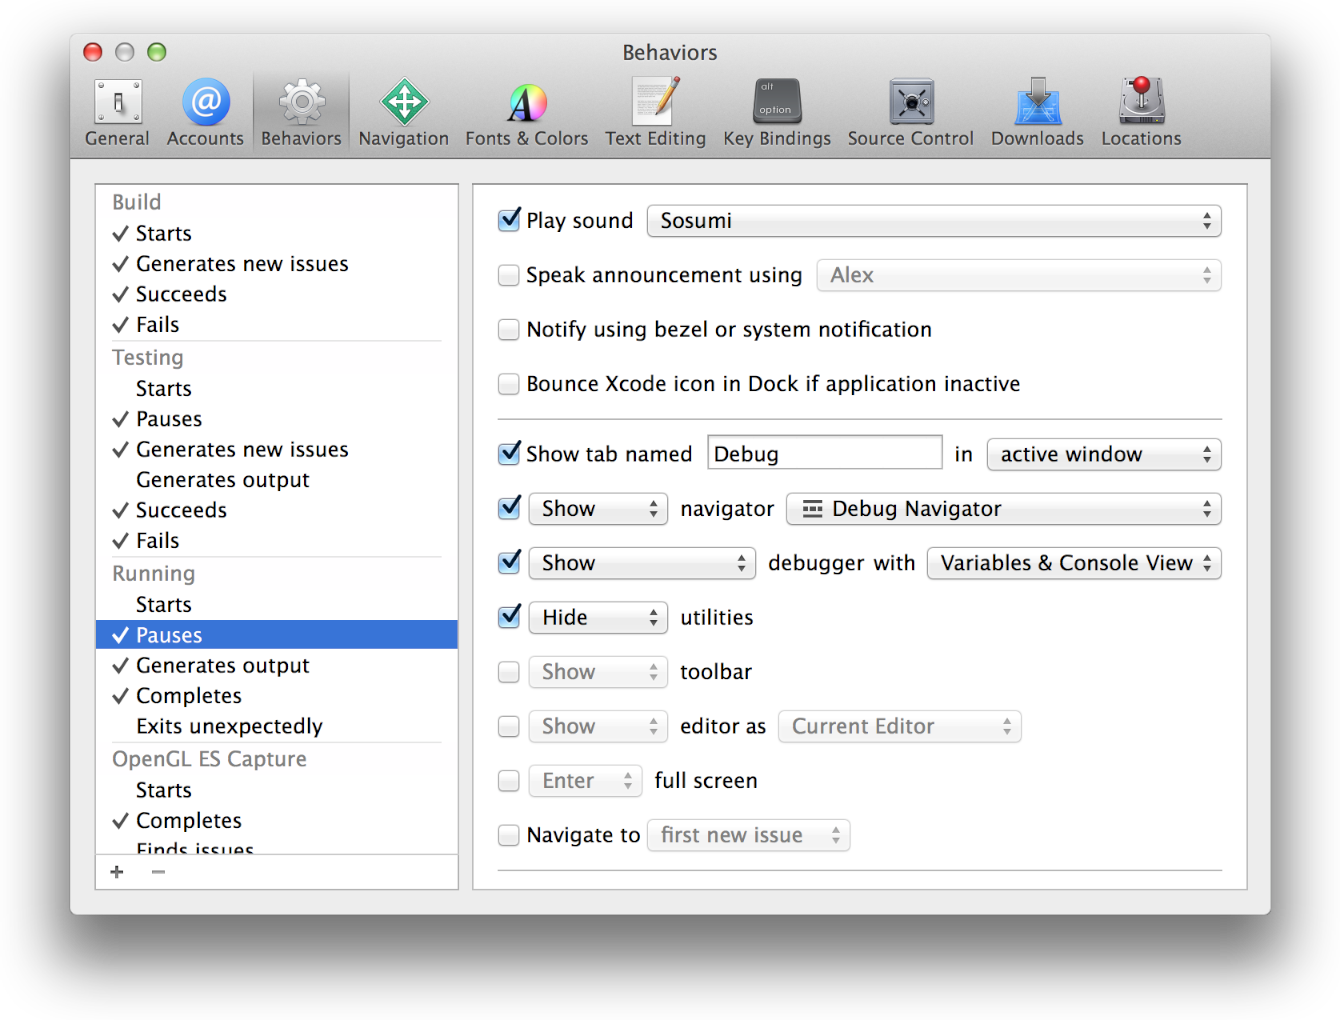 Behaviors
General Accounts Behaviors Navigation Fonts & Colors Text Editing alt option Key Bindings Source Control Downloads Locations
Build
Starts
Generates new issues
Succeeds
Fails
Testing
Starts
Pauses
Generates new issues
Generates output
Succeeds
Fails
Running
Starts
Pauses
Generates output
Completes
Exits unexpectedly
OpenGL ES Capture
Starts
Completes
Finds issues
Play sound Sosumi
Speak announcement using Alex
Notify using bezel or system notification
Bounce Xcode icon in Dock if application inactive
Show tab named Debug in active window
Show navigator Debug Navigator
Show debugger with Variables & Console View
Hide utilities
Show toolbar
Show editor as Current Editor
Enter full screen
Navigate to first new issue